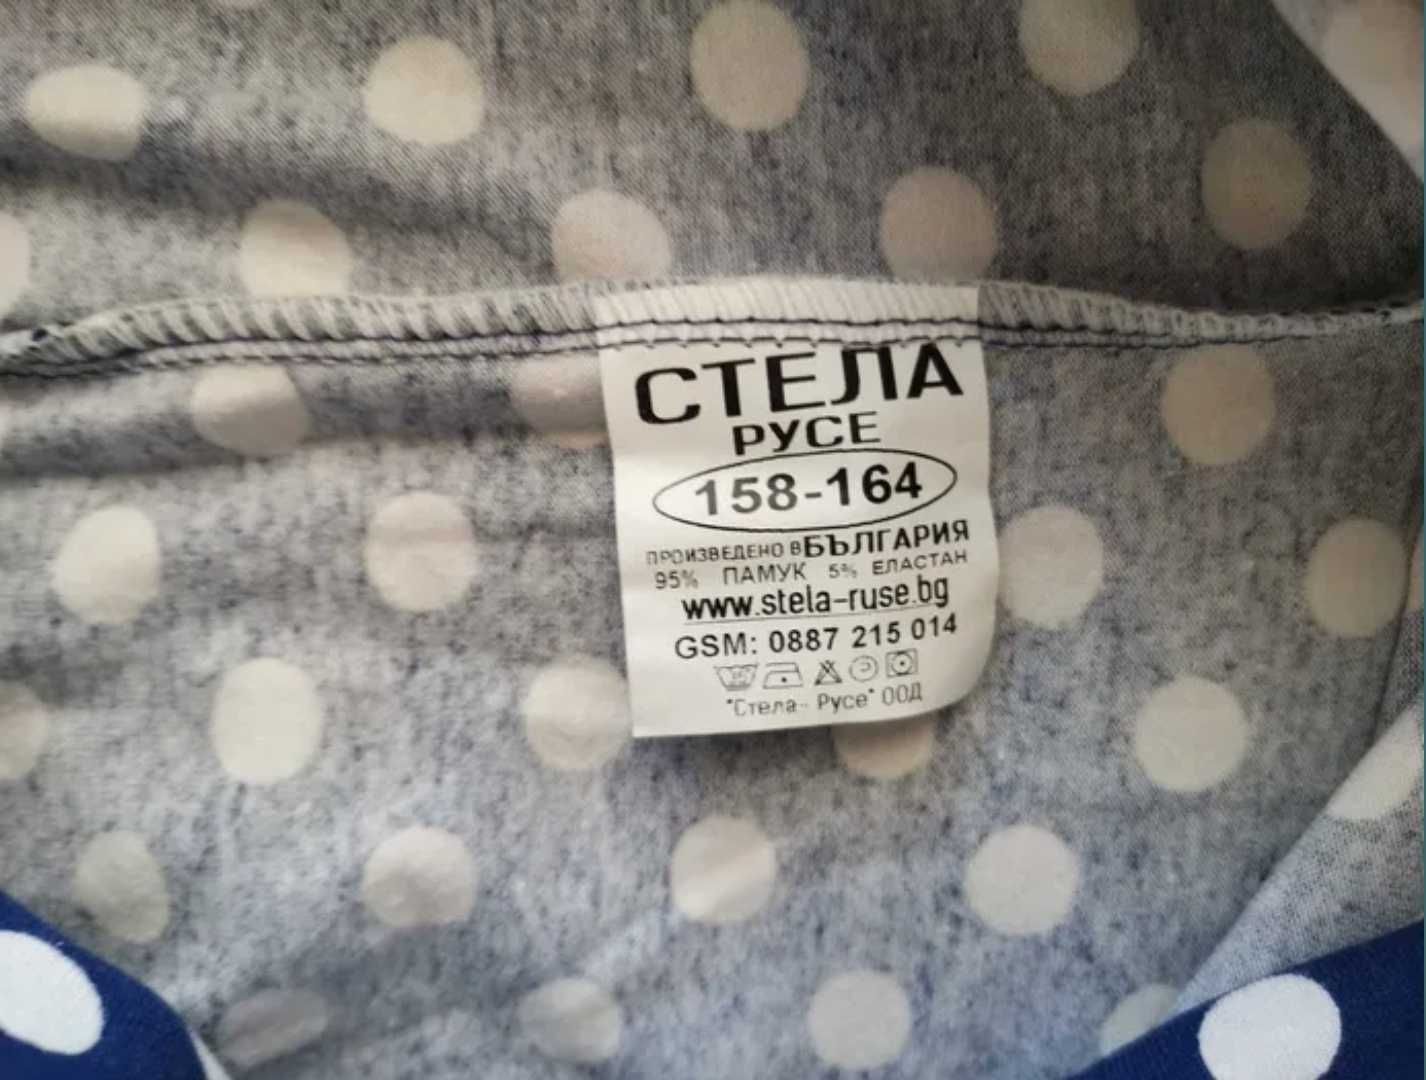 СТЕЛА
РУСЕ
158-164
ПРОИЗВЕДЕНО В БЪЛГАРИЯ
95% ПАМУК 5% ЕЛАСТАН
www.stela-ruse.bg
GSM: 0887 215 014
"Стела- Русе" ООД